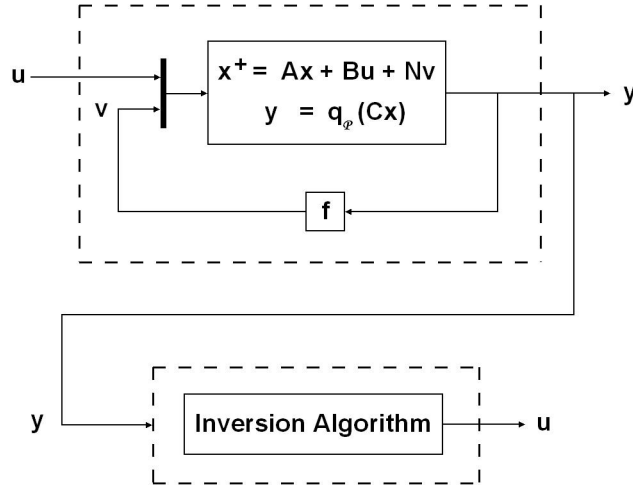 u
v
x⁺ = Ax + Bu + Nv
y = q𝒫(Cx)
y
f
y
Inversion Algorithm
u